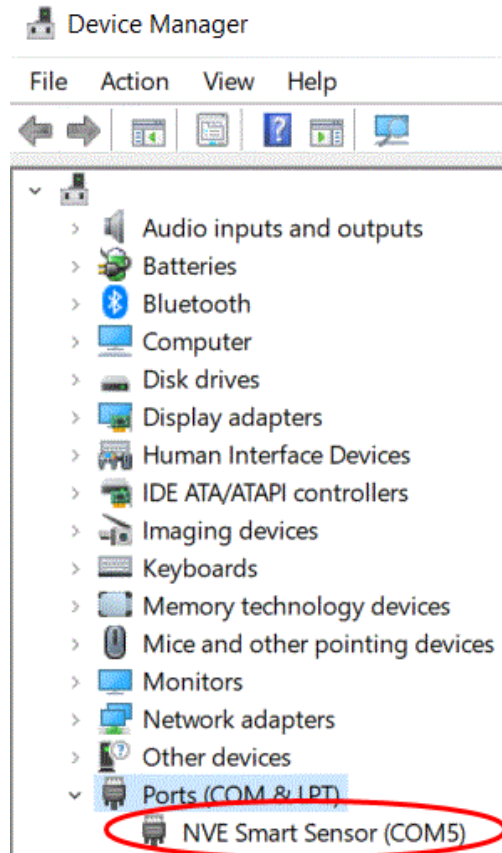 Device Manager
File Action View Help
Audio inputs and outputs
Batteries
Bluetooth
Computer
Disk drives
Display adapters
Human Interface Devices
IDE ATA/ATAPI controllers
Imaging devices
Keyboards
Memory technology devices
Mice and other pointing devices
Monitors
Network adapters
Other devices
Ports (COM & LPT)
NVE Smart Sensor (COM5)